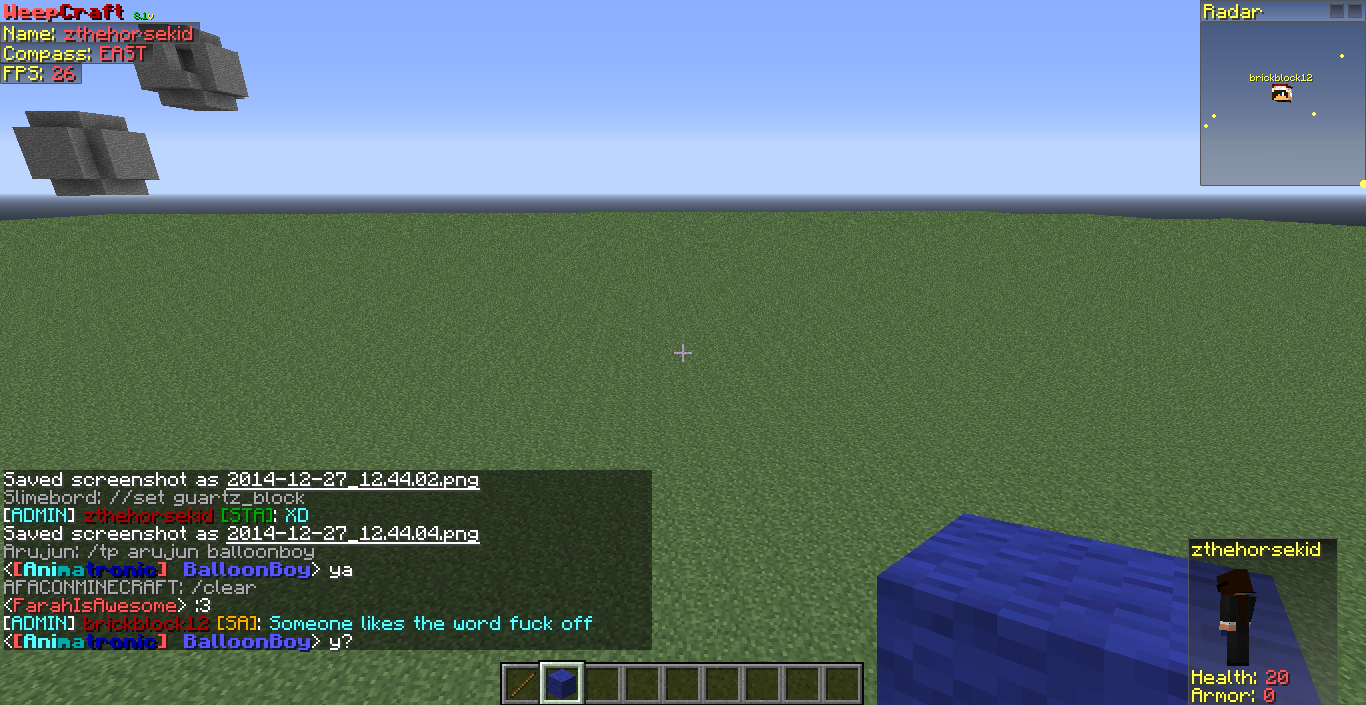 WeepCraft 8.1v
Name: zthehorsekid
Compass: EAST
FPS: 26
Radar
brickblock12
Saved screenshot as 2014-12-27_12.44.02.png
Slimebord: //set quartz_block
[ADMIN] zthehorsekid [STA]: XD
Saved screenshot as 2014-12-27_12.44.04.png
Arujun: /tp arujun balloonboy
<[Animatronic] BalloonBoy> ya
AFACONMINECRAFT: /clear
<FarahIsAwesome> :3
[ADMIN] brickblock12 [SA]: Someone likes the word fuck off
<[Animatronic] BalloonBoy> y?
zthehorsekid
Health: 20
Armor: 0